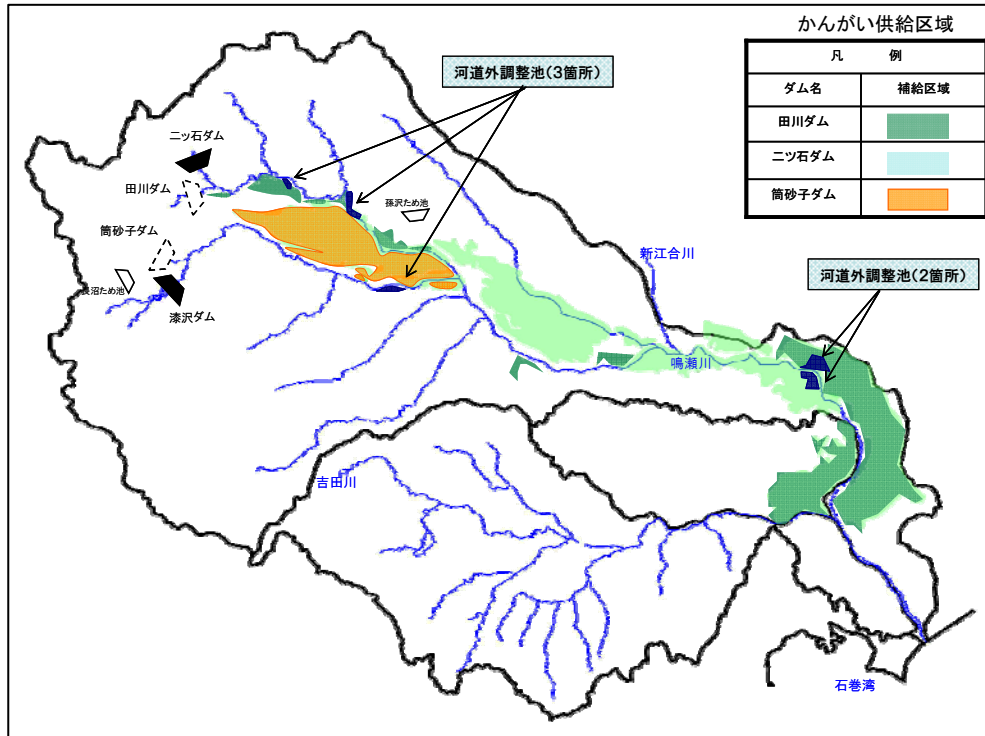 かんがい供給区域
凡 例
ダム名 補給区域
田川ダム
二ツ石ダム
筒砂子ダム
河道外調整池(3箇所)
二ツ石ダム
田川ダム
孫沢ため池
筒砂子ダム
長沼ため池
漆沢ダム
新江合川
河道外調整池(2箇所)
鳴瀬川
吉田川
石巻湾